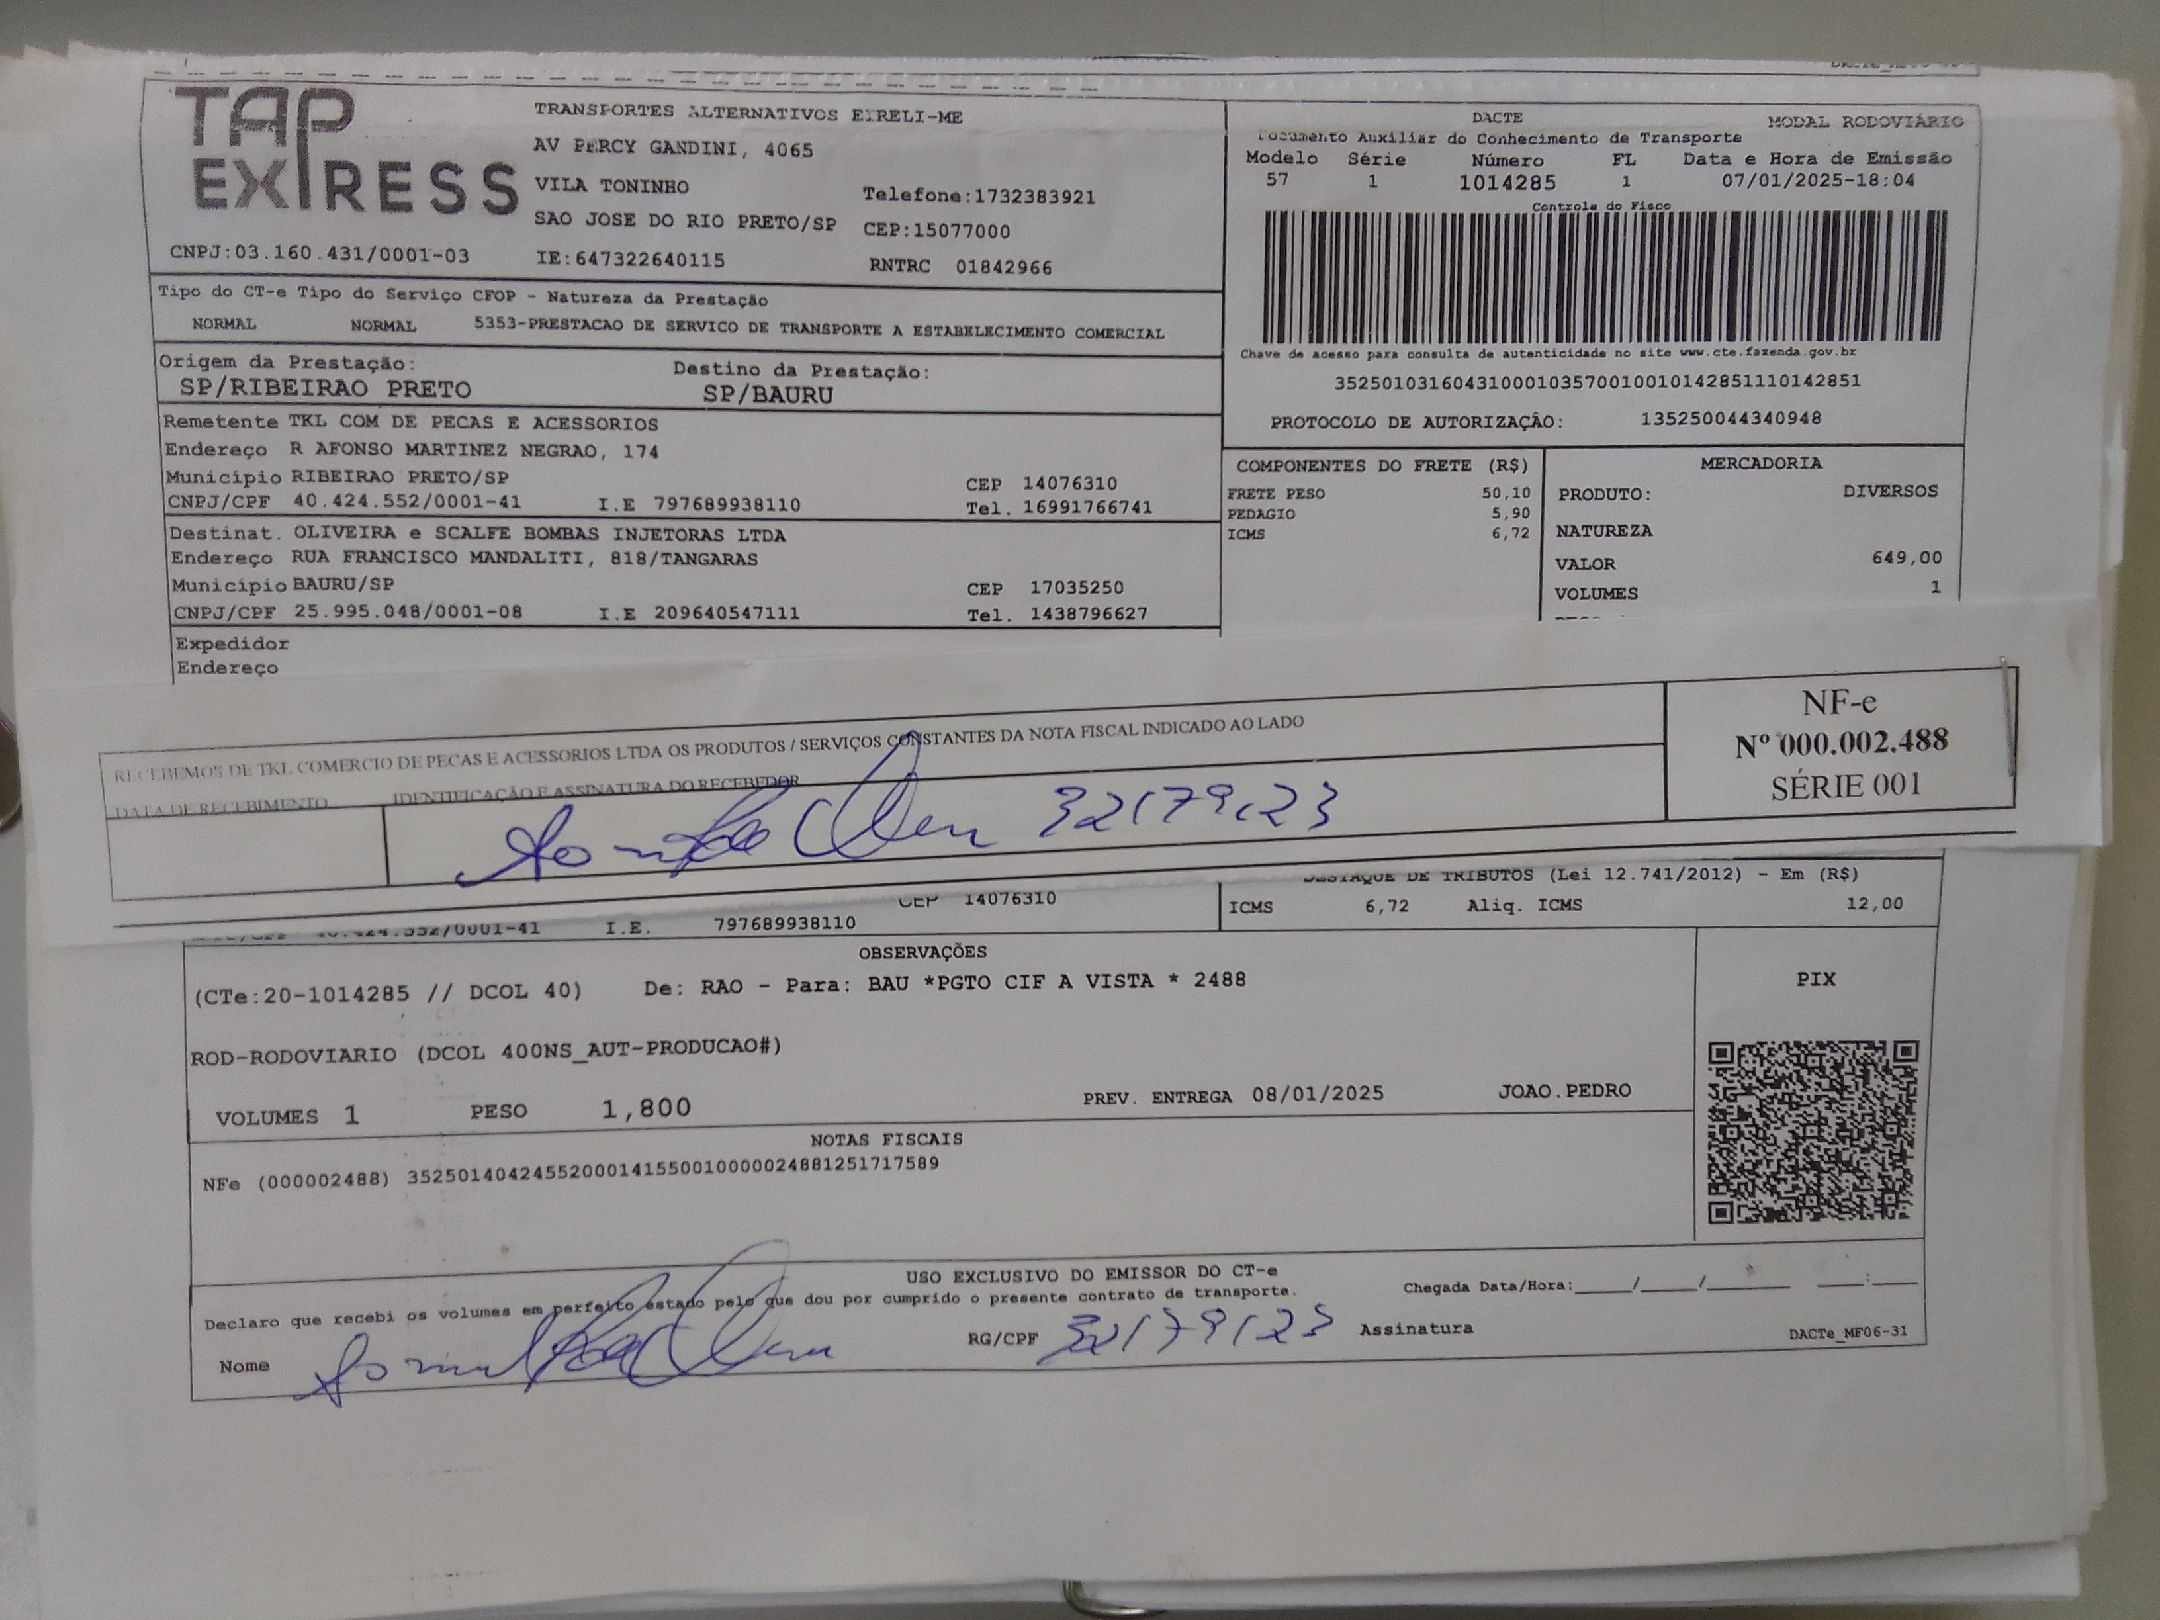 TAP
EXPRESS
TRANSPORTES ALTERNATIVOS EIRELI-ME
AV PERCY GANDINI, 4065
VILA TONINHO
Telefone:1732383921
SAO JOSE DO RIO PRETO/SP
CEP:15077000
CNPJ:03.160.431/0001-03
IE:647322640115
RNTRC 01842966
DACTE
MODAL RODOVIÁRIO
Documento Auxiliar do Conhecimento de Transporte
Modelo Série Número FL Data e Hora de Emissão
57 1 1014285 1 07/01/2025-18:04
Controle do Fisco
Chave de acesso para consulta de autenticidade no site www.cte.fazenda.gov.br
35250103160431000103570010010142851110142851
PROTOCOLO DE AUTORIZAÇÃO: 135250044340948
Tipo do CT-e Tipo do Serviço CFOP - Natureza da Prestação
NORMAL NORMAL 5353-PRESTACAO DE SERVICO DE TRANSPORTE A ESTABELECIMENTO COMERCIAL
Origem da Prestação: Destino da Prestação:
SP/RIBEIRAO PRETO SP/BAURU
Remetente TKL COM DE PECAS E ACESSORIOS
Endereço R AFONSO MARTINEZ NEGRAO, 174
Município RIBEIRAO PRETO/SP CEP 14076310
CNPJ/CPF 40.424.552/0001-41 I.E 797689938110 Tel. 16991766741
Destinat. OLIVEIRA e SCALFE BOMBAS INJETORAS LTDA
Endereço RUA FRANCISCO MANDALITI, 818/TANGARAS
Município BAURU/SP CEP 17035250
CNPJ/CPF 25.995.048/0001-08 I.E 209640547111 Tel. 1438796627
Expedidor
Endereço
COMPONENTES DO FRETE (R$)
FRETE PESO 50,10
PEDAGIO 5,90
ICMS 6,72
MERCADORIA
PRODUTO: DIVERSOS
NATUREZA
VALOR 649,00
VOLUMES 1
RECEBEMOS DE TKL COMERCIO DE PECAS E ACESSORIOS LTDA OS PRODUTOS / SERVIÇOS CONSTANTES DA NOTA FISCAL INDICADO AO LADO
DATA DE RECEBIMENTO IDENTIFICAÇÃO E ASSINATURA DO RECEBEDOR
32179123
NF-e
Nº 000.002.488
SÉRIE 001
CEP 14076310
40.424.552/0001-41 I.E. 797689938110
DESTAQUE DE TRIBUTOS (Lei 12.741/2012) - Em (R$)
ICMS 6,72 Aliq. ICMS 12,00
OBSERVAÇÕES
(CTe:20-1014285 // DCOL 40) De: RAO - Para: BAU *PGTO CIF A VISTA * 2488
ROD-RODOVIARIO (DCOL 400NS_AUT-PRODUCAO#)
VOLUMES 1 PESO 1,800 PREV. ENTREGA 08/01/2025 JOAO.PEDRO
PIX
NOTAS FISCAIS
NFe (000002488) 35250140424552000141550010000024881251717589
USO EXCLUSIVO DO EMISSOR DO CT-e
Declaro que recebi os volumes em perfeito estado pelo que dou por cumprido o presente contrato de transporte.
Chegada Data/Hora:____/____/______ ___:___
Nome RG/CPF 32179123 Assinatura
DACTe_MF06-31